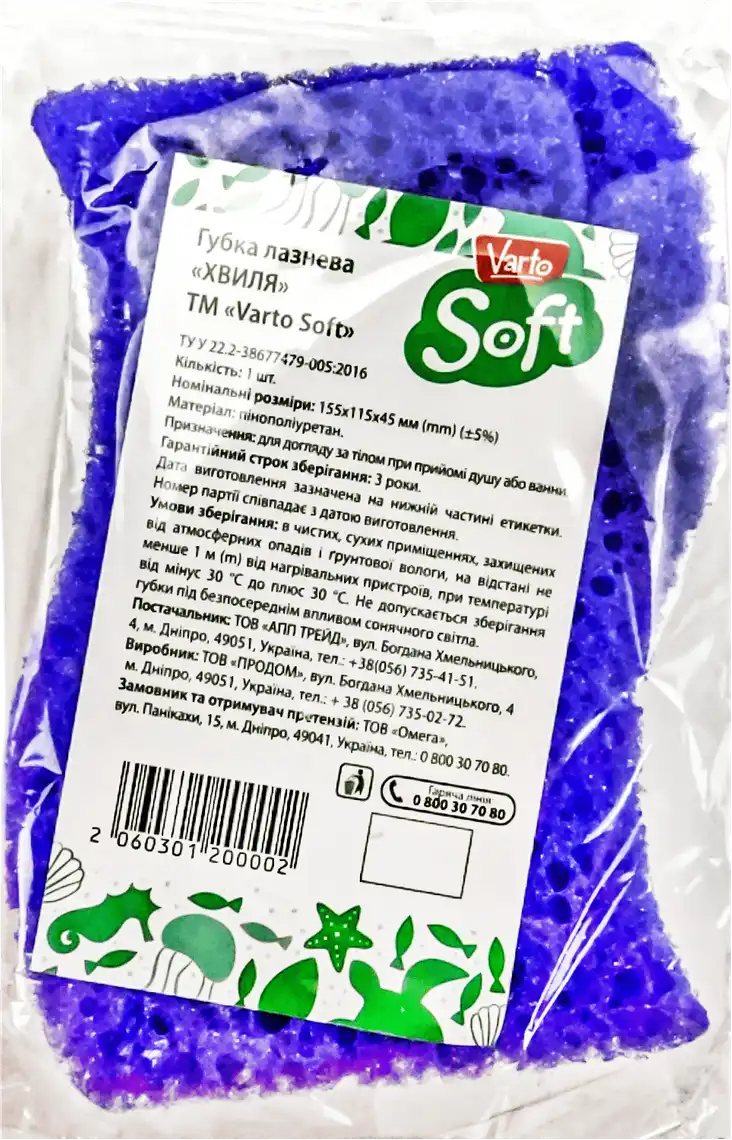 Губка лазнева
«ХВИЛЯ»
ТМ «Varto Soft»
Varto
Soft
ТУ У 22.2-38677479-005:2016
Кількість: 1 шт.
Номінальні розміри: 155х115х45 мм (mm) (±5%)
Матеріал: пінополіуретан.
Призначення: для догляду за тілом при прийомі душу або ванни.
Гарантійний строк зберігання: 3 роки.
Дата виготовлення зазначена на нижній частині етикетки.
Номер партії співпадає з датою виготовлення.
Умови зберігання: в чистих, сухих приміщеннях, захищених
від атмосферних опадів і ґрунтової вологи, на відстані не
менше 1 м (m) від нагрівальних пристроїв, при температурі
від мінус 30 °C до плюс 30 °C. Не допускається зберігання
губки під безпосереднім впливом сонячного світла.
Постачальник: ТОВ «АПП ТРЕЙД», вул. Богдана Хмельницького,
4, м. Дніпро, 49051, Україна, тел.: +38(056) 735-41-51.
Виробник: ТОВ «ПРОДОМ», вул. Богдана Хмельницького, 4
м. Дніпро, 49051, Україна, тел.: + 38 (056) 735-02-72.
Замовник та отримувач претензій: ТОВ «Омега»,
вул. Панікахи, 15, м. Дніпро, 49041, Україна, тел.: 0 800 30 70 80.
Гаряча лінія
0 800 30 70 80
2 060301 200002